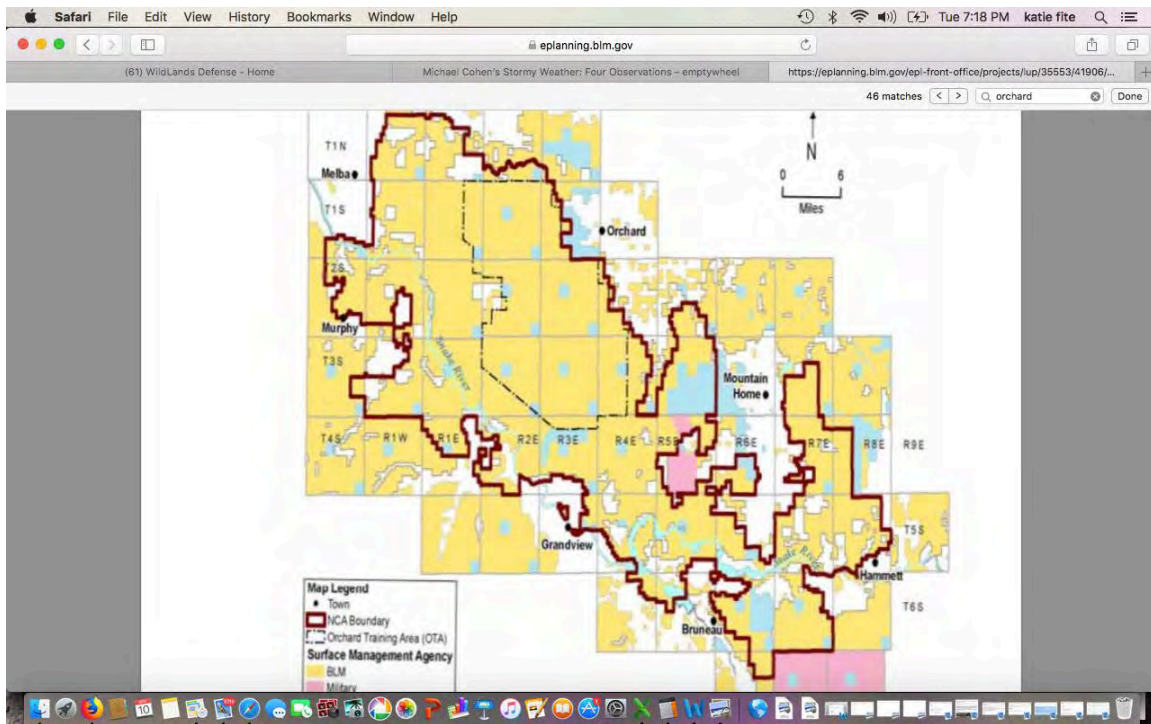 Safari File Edit View History Bookmarks Window Help Tue 7:18 PM katie fite
eplanning.blm.gov
(61) WildLands Defense - Home Michael Cohen's Stormy Weather: Four Observations – emptywheel https://eplanning.blm.gov/epl-front-office/projects/lup/35553/41906/...
46 matches orchard Done
T1N
N
Melba
0 6
Miles
T1S
Orchard
2S
Murphy
Snake River
T3S
Mountain
Home
T4S R1W R1E R2E R3E R4E R5E R6E R7E R8E R9E
T5S
Grandview
Snake River
Hammett
T6S
Bruneau
Map Legend
Town
NCA Boundary
Orchard Training Area (OTA)
Surface Management Agency
BLM
Military